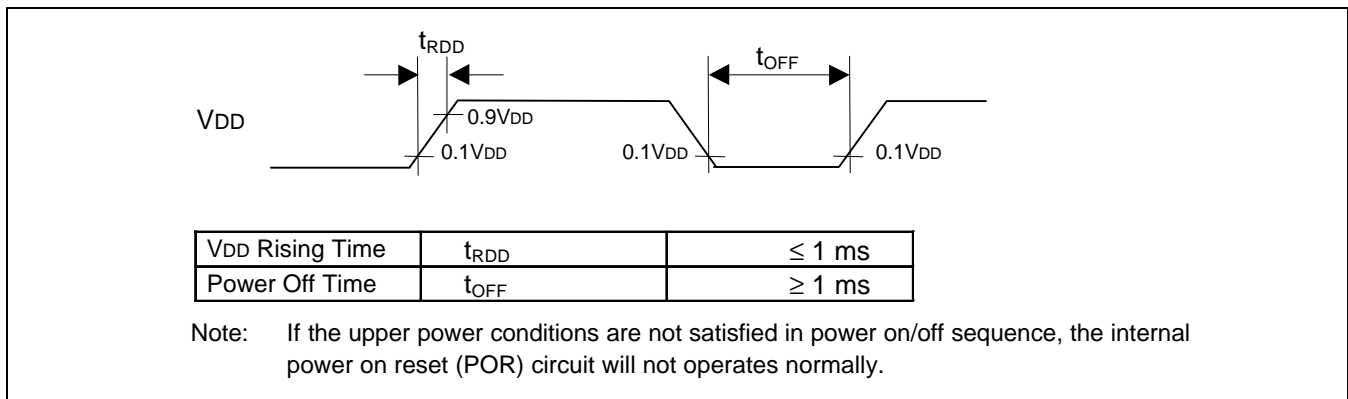 tRDD
tOFF
VDD
0.9VDD
0.1VDD
0.1VDD
0.1VDD
VDD Rising Time tRDD ≤ 1 ms
Power Off Time tOFF ≥ 1 ms
Note: If the upper power conditions are not satisfied in power on/off sequence, the internal
power on reset (POR) circuit will not operates normally.